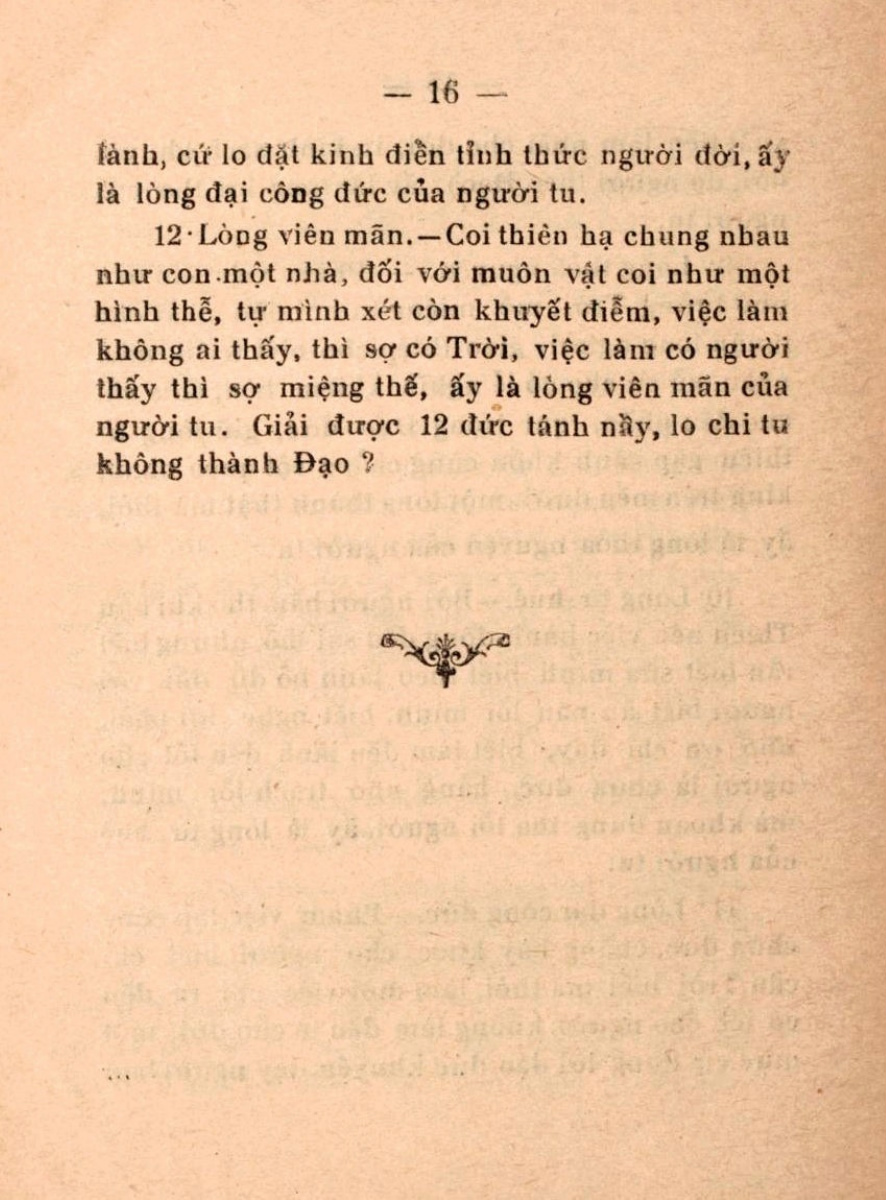 — 16 —
lành, cứ lo đặt kinh điền tỉnh thức người đời, ấy
là lòng đại công đức của người tu.
12· Lòng viên mãn.— Coi thiên hạ chung nhau
như con một nhà, đối với muôn vật coi như một
hình thể, tự mình xét còn khuyết điểm, việc làm
không ai thấy, thì sợ có Trời, việc làm có người
thấy thì sợ miệng thế, ấy là lòng viên mãn của
người tu. Giải được 12 đức tánh nầy, lo chi tu
không thành Đạo ?